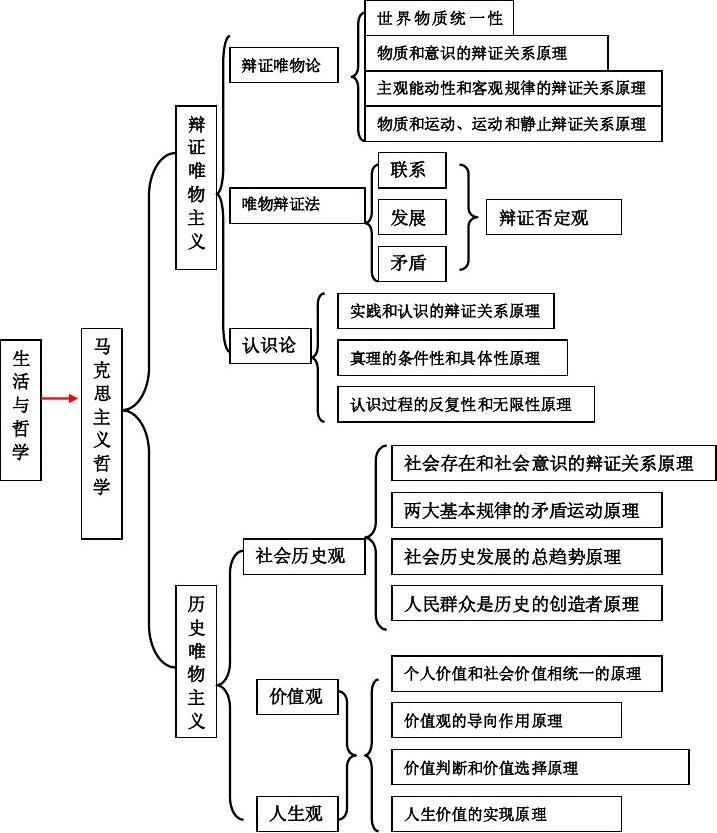 生活与哲学
马克思主义哲学
辩证唯物主义
辩证唯物论
世界物质统一性
物质和意识的辩证关系原理
主观能动性和客观规律的辩证关系原理
物质和运动、运动和静止辩证关系原理
唯物辩证法
联系
发展
矛盾
辩证否定观
认识论
实践和认识的辩证关系原理
真理的条件性和具体性原理
认识过程的反复性和无限性原理
历史唯物主义
社会历史观
社会存在和社会意识的辩证关系原理
两大基本规律的矛盾运动原理
社会历史发展的总趋势原理
人民群众是历史的创造者原理
价值观
人生观
个人价值和社会价值相统一的原理
价值观的导向作用原理
价值判断和价值选择原理
人生价值的实现原理